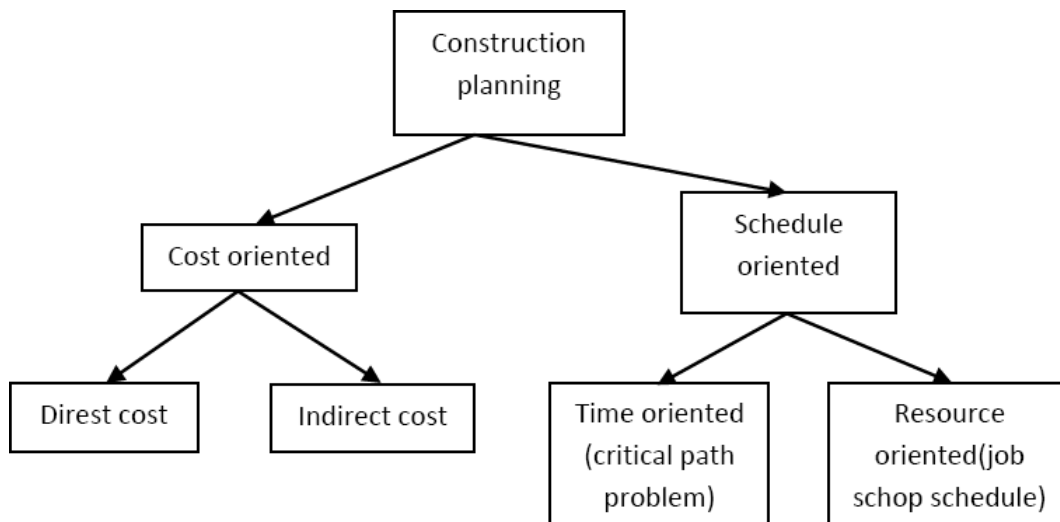 Construction
planning
Cost oriented
Schedule
oriented
Direst cost
Indirect cost
Time oriented
(critical path
problem)
Resource
oriented(job
schop schedule)